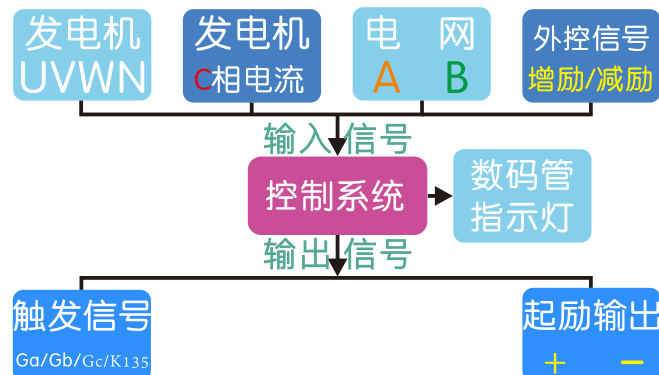 发电机
UVWN
发电机
C相电流
电 网
A B
外控信号
增励/减励
输入信号
控制系统
数码管
指示灯
输出信号
触发信号
Ga/Gb/Gc/K135
起励输出
+ −